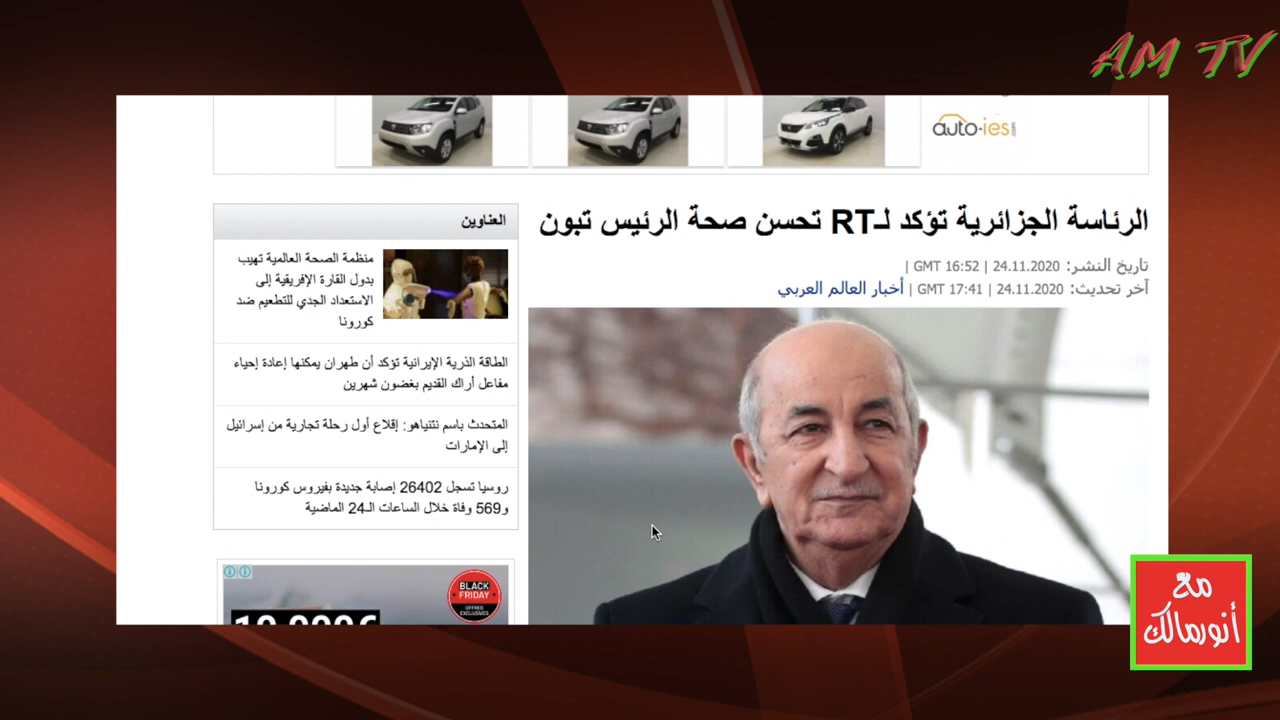 AM TV
auto-ies.com
الرئاسة الجزائرية تؤكد لـRT تحسن صحة الرئيس تبون
تاريخ النشر: 24.11.2020 | 16:52 GMT |
آخر تحديث: 24.11.2020 | 17:41 GMT | أخبار العالم العربي
العناوين
منظمة الصحة العالمية تهيب
بدول القارة الإفريقية إلى
الاستعداد الجدي للتطعيم ضد
كورونا
الطاقة الذرية الإيرانية تؤكد أن طهران يمكنها إعادة إحياء
مفاعل أراك القديم بغضون شهرين
المتحدث باسم نتنياهو: إقلاع أول رحلة تجارية من إسرائيل
إلى الإمارات
روسيا تسجل 26402 إصابة جديدة بفيروس كورونا
و569 وفاة خلال الساعات الـ24 الماضية
BLACK
FRIDAY
OFFRES
EXCLUSIVES
مع
أنورمالك